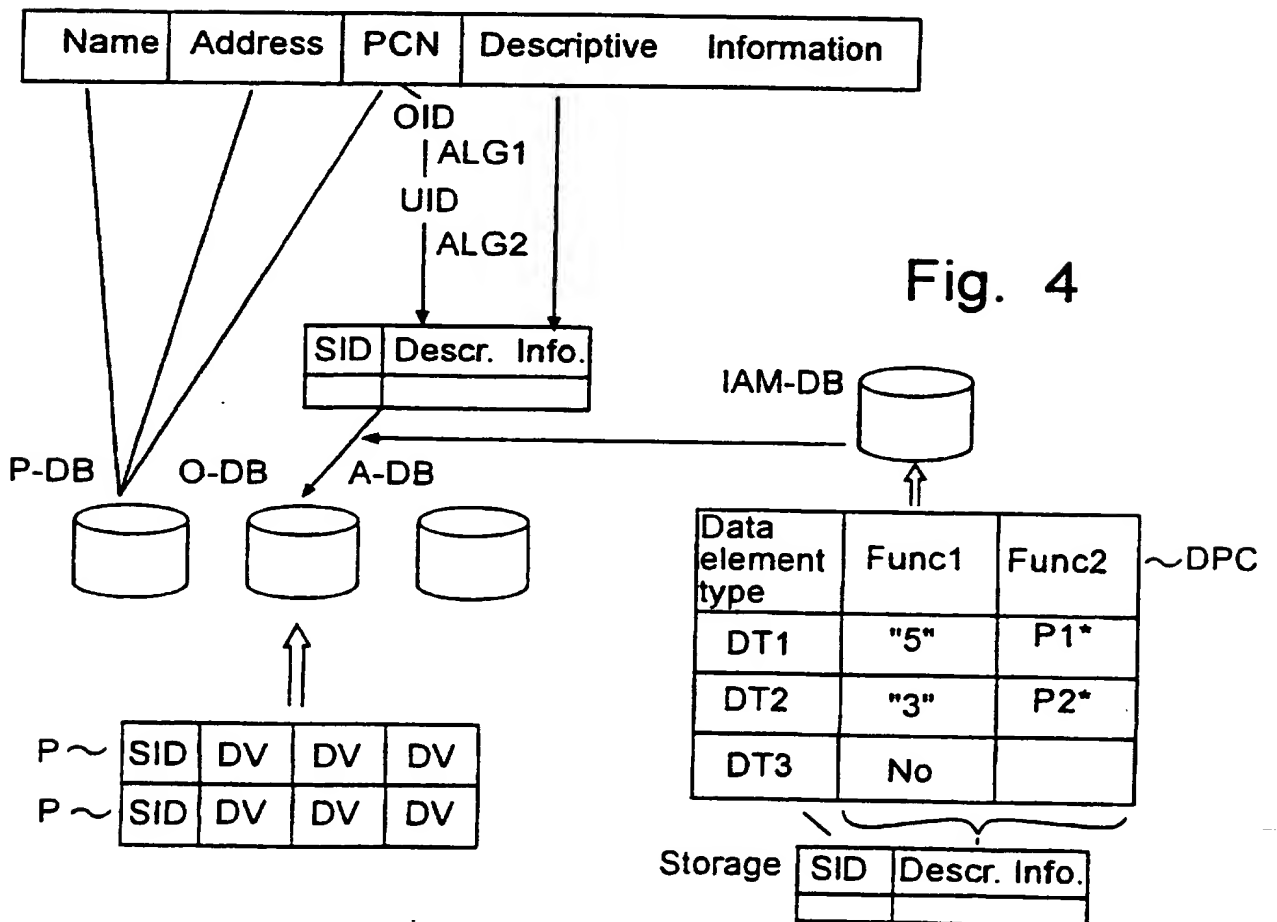 Name Address PCN Descriptive Information
OID
ALG1
UID
ALG2
Fig. 4
SID Descr. Info.
IAM-DB
P-DB O-DB A-DB
Data element type Func1 Func2 ~DPC
DT1 "5" P1*
DT2 "3" P2*
DT3 No
P~ SID DV DV DV
P~ SID DV DV DV
Storage SID Descr. Info.